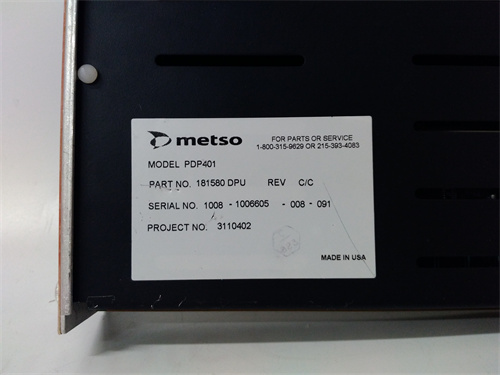 metso
FOR PARTS OR SERVICE
1-800-315-9629 OR 215-393-4083
MODEL PDP401
PART NO. 181580 DPU REV C/C
SERIAL NO. 1008 - 1006605 - 008 - 091
PROJECT NO. 3110402
MADE IN USA